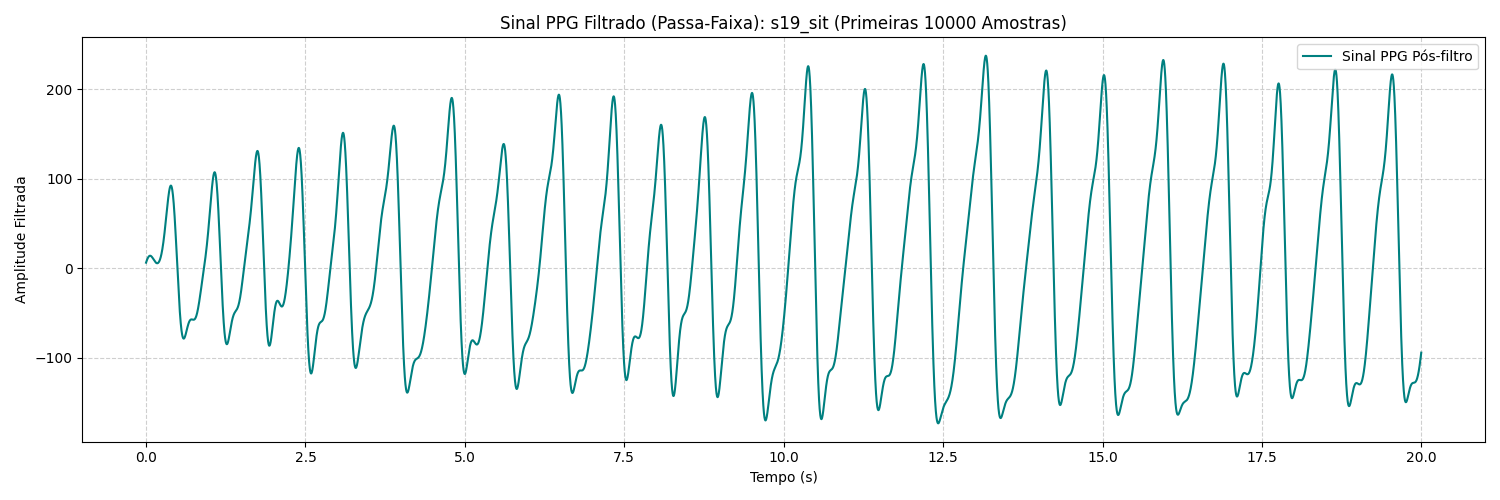 Sinal PPG Filtrado (Passa-Faixa): s19_sit (Primeiras 10000 Amostras)
Sinal PPG Pós-filtro
Amplitude Filtrada
200
100
0
−100
0.0 2.5 5.0 7.5 10.0 12.5 15.0 17.5 20.0
Tempo (s)